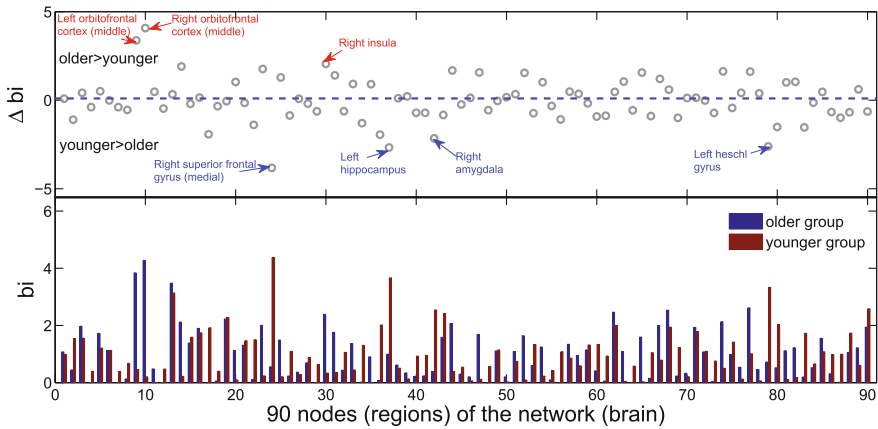 5
Left orbitofrontal
cortex (middle)
Right orbitofrontal
cortex (middle)
older>younger
Right insula
Δ bi
0
younger>older
Right superior frontal
gyrus (medial)
Left
hippocampus
Right
amygdala
Left heschl
gyrus
−5
6
older group
younger group
4
bi
2
0
0 10 20 30 40 50 60 70 80 90
90 nodes (regions) of the network (brain)